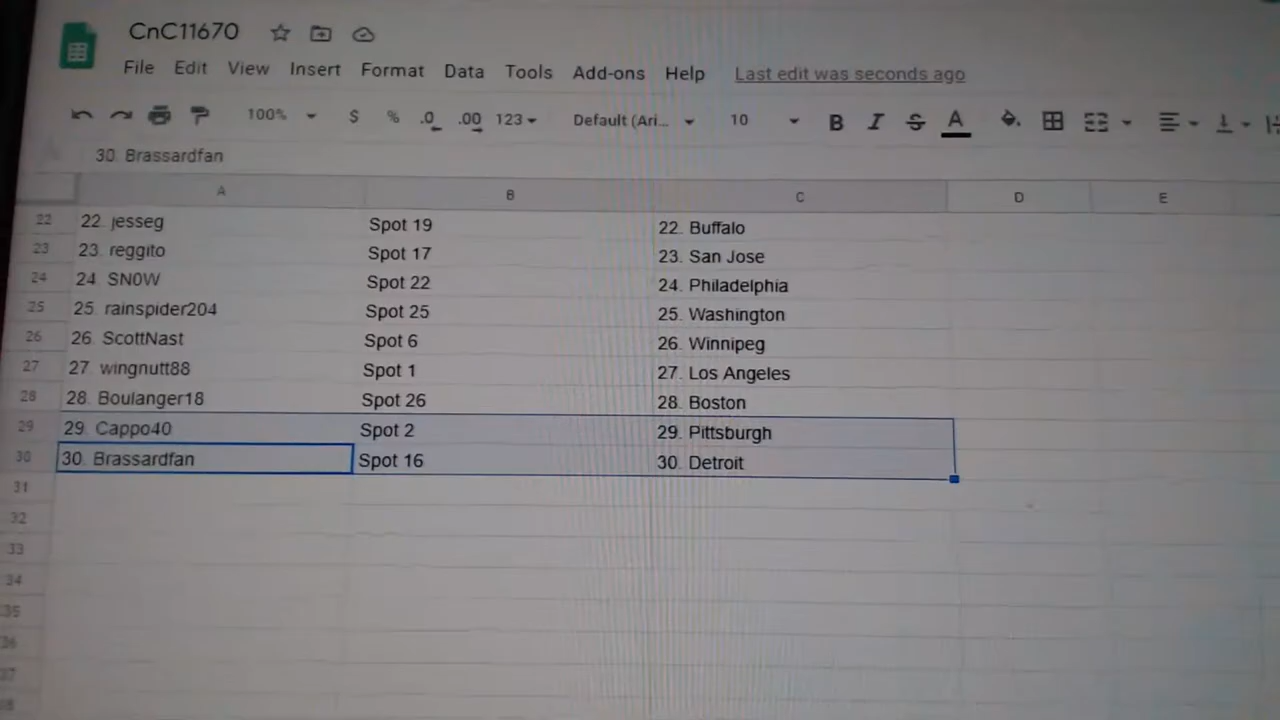 CnC11670
File Edit View Insert Format Data Tools Add-ons Help Last edit was seconds ago
100% $ % .0 .00 123 Default (Ari... 10 B I S A
30. Brassardfan
A B C D E
22 22. jesseg Spot 19 22. Buffalo
23 23. reggito Spot 17 23. San Jose
24 24. SN0W Spot 22 24. Philadelphia
25 25. rainspider204 Spot 25 25. Washington
26 26. ScottNast Spot 6 26. Winnipeg
27 27. wingnutt88 Spot 1 27. Los Angeles
28 28. Boulanger18 Spot 26 28. Boston
29 29. Cappo40 Spot 2 29. Pittsburgh
30 30. Brassardfan Spot 16 30. Detroit
31
32
33
34
35
36
37
38